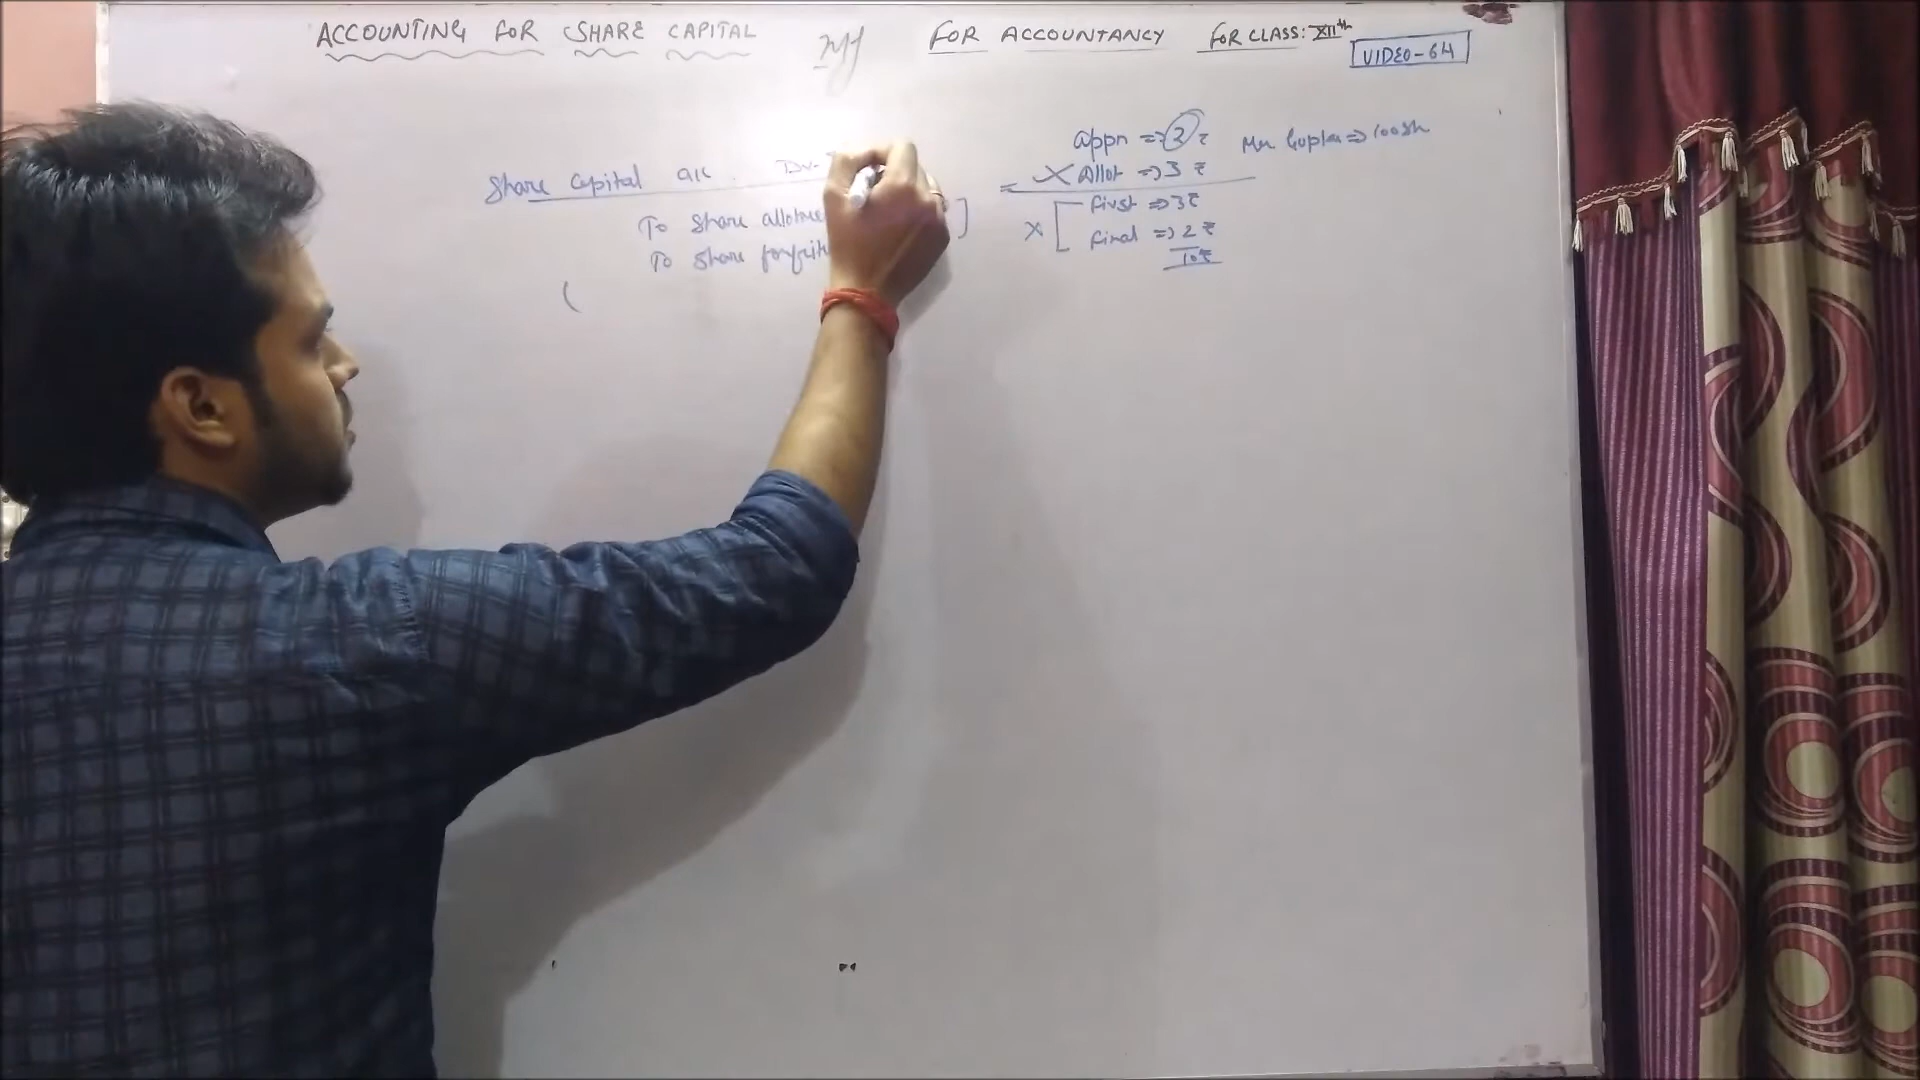 ACCOUNTING FOR SHARE CAPITAL
FOR ACCOUNTANCY FOR CLASS: XIIth
VIDEO-64
Share Capital a/c Dr-
To Share allotme
To Share forfeit
(
appn => 2 ₹
X Allot => 3 ₹
X first => 3₹
final => 2 ₹
10₹
Mr Gupta => 100Sh